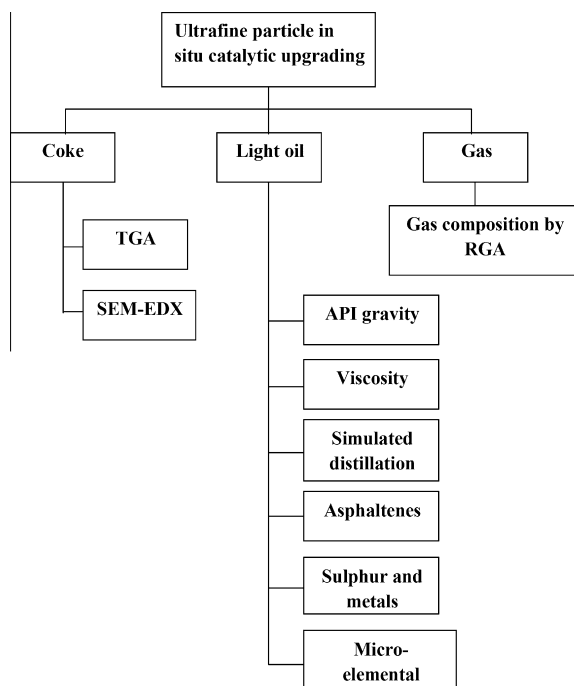 Ultrafine particle in
situ catalytic upgrading
Coke
Light oil
Gas
TGA
SEM-EDX
Gas composition by
RGA
API gravity
Viscosity
Simulated
distillation
Asphaltenes
Sulphur and
metals
Micro-
elemental